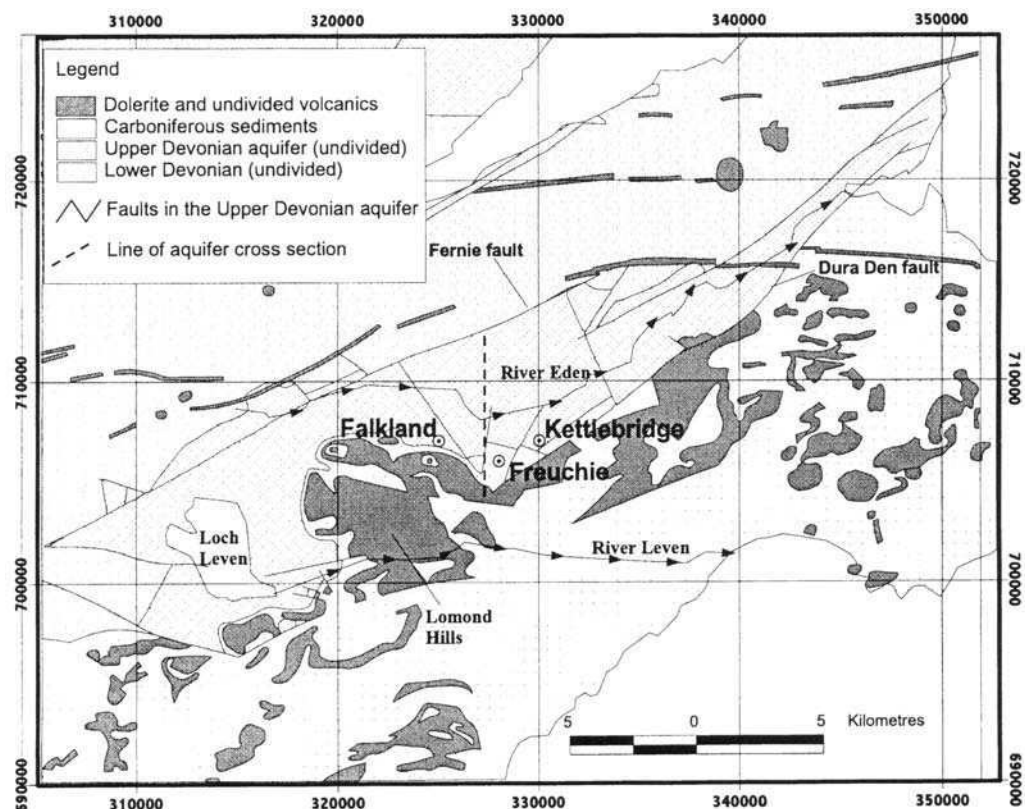 310000 320000 330000 340000 350000
Legend
Dolerite and undivided volcanics
Carboniferous sediments
Upper Devonian aquifer (undivided)
Lower Devonian (undivided)
Faults in the Upper Devonian aquifer
Line of aquifer cross section
720000
720000
Fernie fault
Dura Den fault
710000
710000
River Eden
Falkland
Kettlebridge
Freuchie
Loch
Leven
River Leven
700000
700000
Lomond
Hills
5 0 5 Kilometres
690000
690000
310000 320000 330000 340000 350000